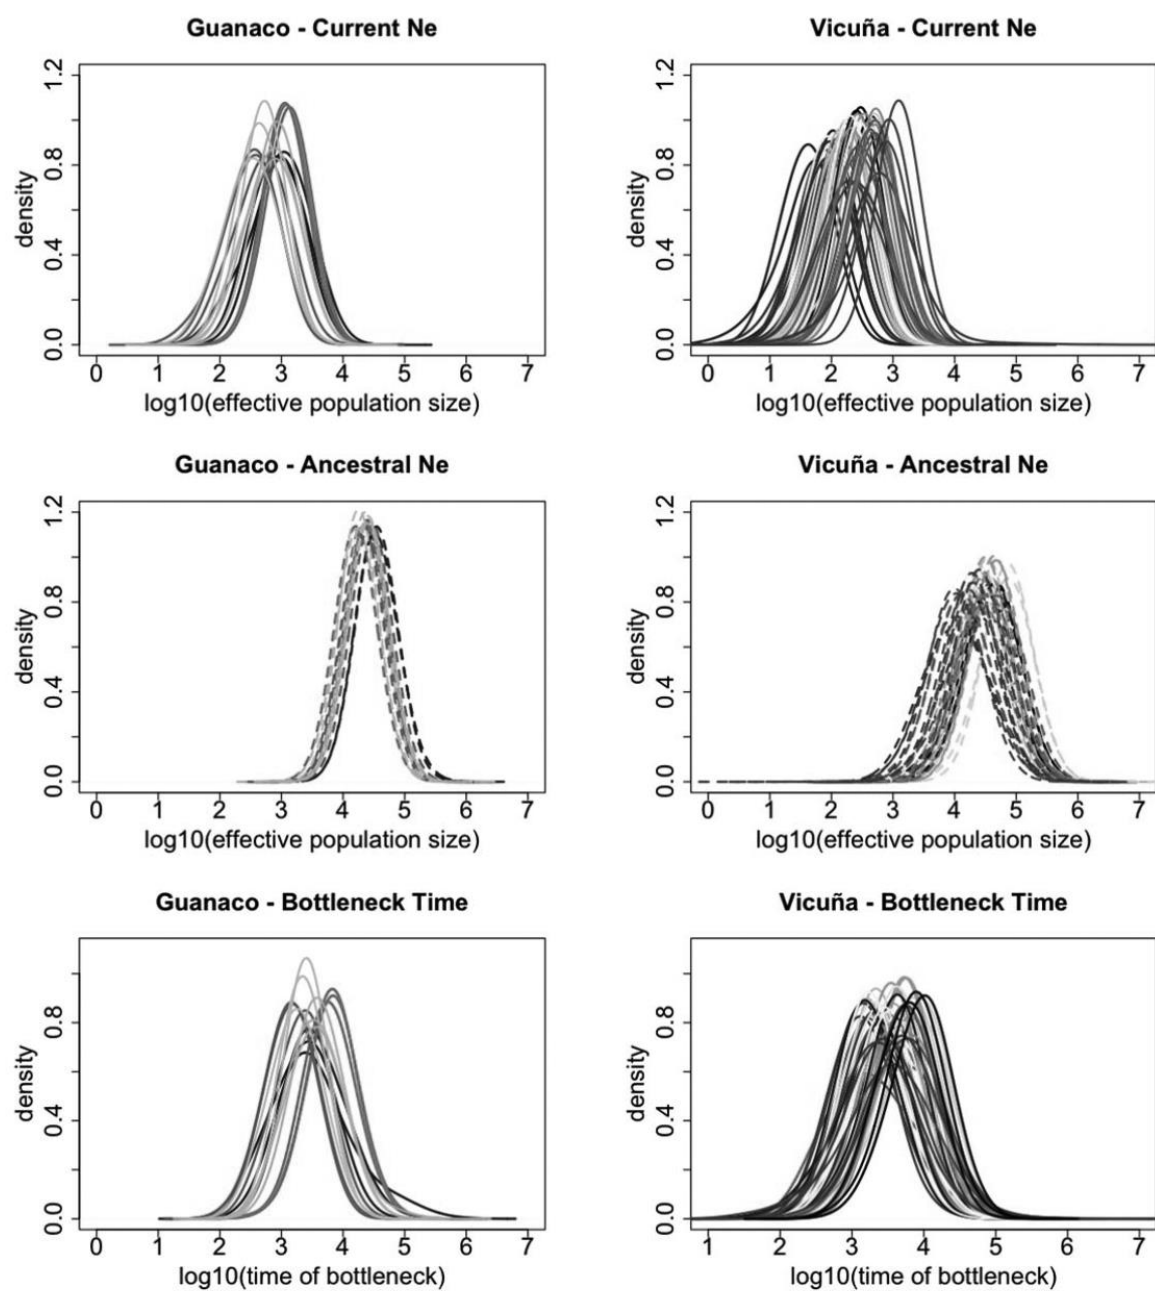 Guanaco - Current Ne
1.2
0.8
0.4
0.0
density
0 1 2 3 4 5 6 7
log10(effective population size)
Vicuña - Current Ne
1.2
0.8
0.4
0.0
density
0 1 2 3 4 5 6 7
log10(effective population size)
Guanaco - Ancestral Ne
1.2
0.8
0.4
0.0
density
0 1 2 3 4 5 6 7
log10(effective population size)
Vicuña - Ancestral Ne
1.2
0.8
0.4
0.0
density
0 1 2 3 4 5 6 7
log10(effective population size)
Guanaco - Bottleneck Time
0.8
0.4
0.0
density
0 1 2 3 4 5 6 7
log10(time of bottleneck)
Vicuña - Bottleneck Time
0.8
0.4
0.0
density
1 2 3 4 5 6 7
log10(time of bottleneck)